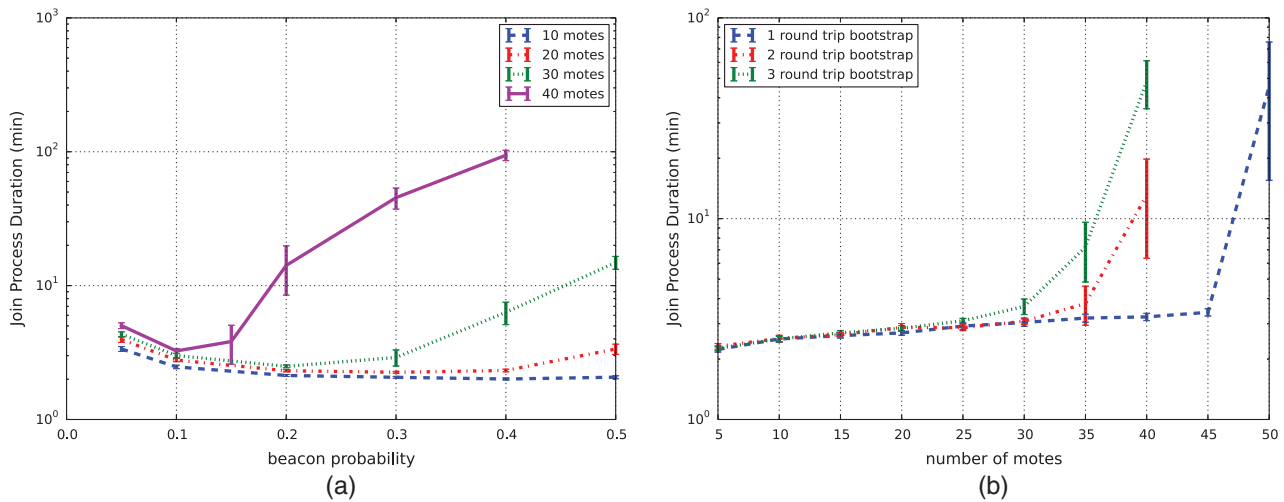 10³
10²
10¹
10⁰
Join Process Duration (min)
10 motes
20 motes
30 motes
40 motes
0.0 0.1 0.2 0.3 0.4 0.5
beacon probability
(a)
10³
10²
10¹
10⁰
Join Process Duration (min)
1 round trip bootstrap
2 round trip bootstrap
3 round trip bootstrap
5 10 15 20 25 30 35 40 45 50
number of motes
(b)